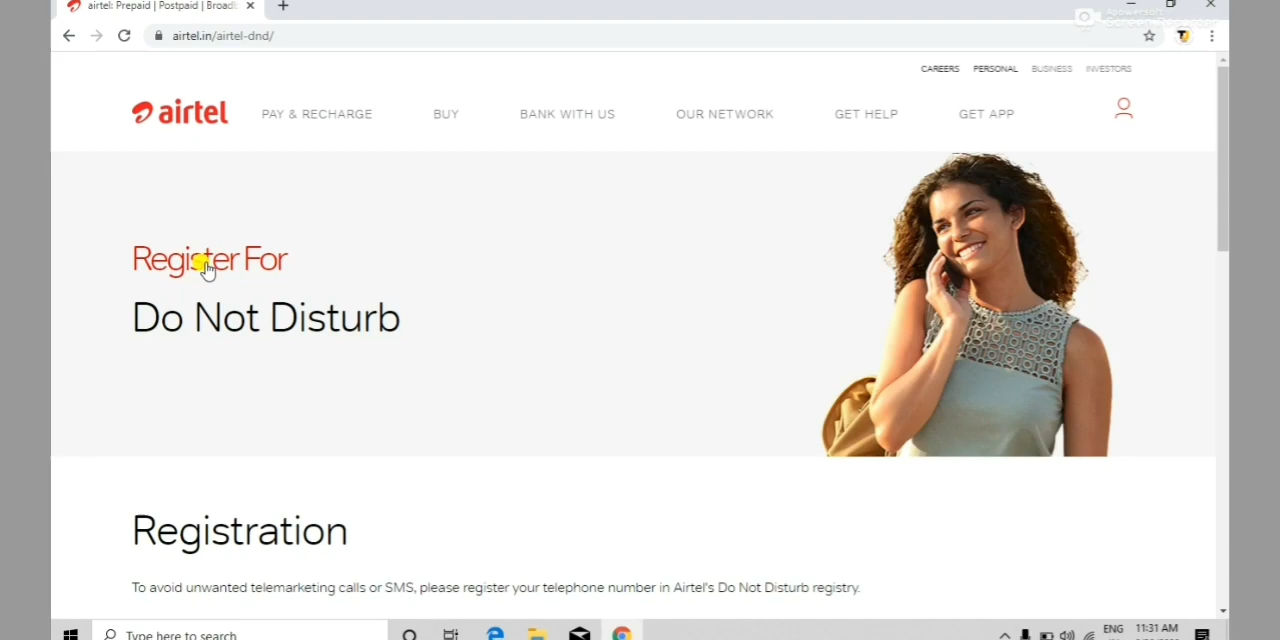 airtel: Prepaid | Postpaid | Broadb
Apowersoft
Screen Recorder
airtel.in/airtel-dnd/
CAREERS PERSONAL BUSINESS INVESTORS
airtel PAY & RECHARGE BUY BANK WITH US OUR NETWORK GET HELP GET APP
Register For
Do Not Disturb
Registration
To avoid unwanted telemarketing calls or SMS, please register your telephone number in Airtel's Do Not Disturb registry.
Type here to search
ENG 11:31 AM